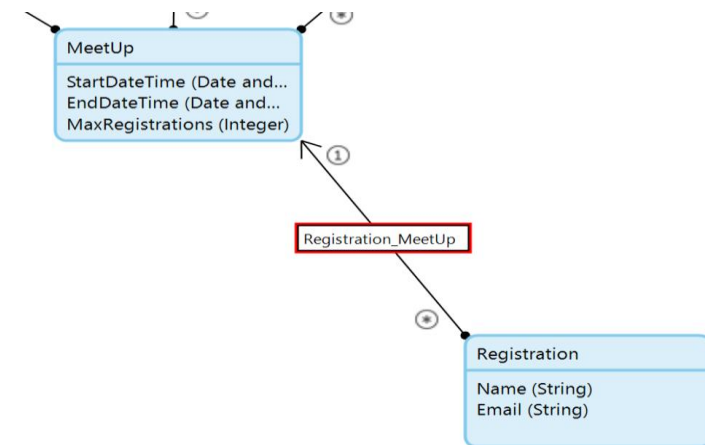 MeetUp
StartDateTime (Date and...
EndDateTime (Date and...
MaxRegistrations (Integer)
1
Registration_MeetUp
*
Registration
Name (String)
Email (String)